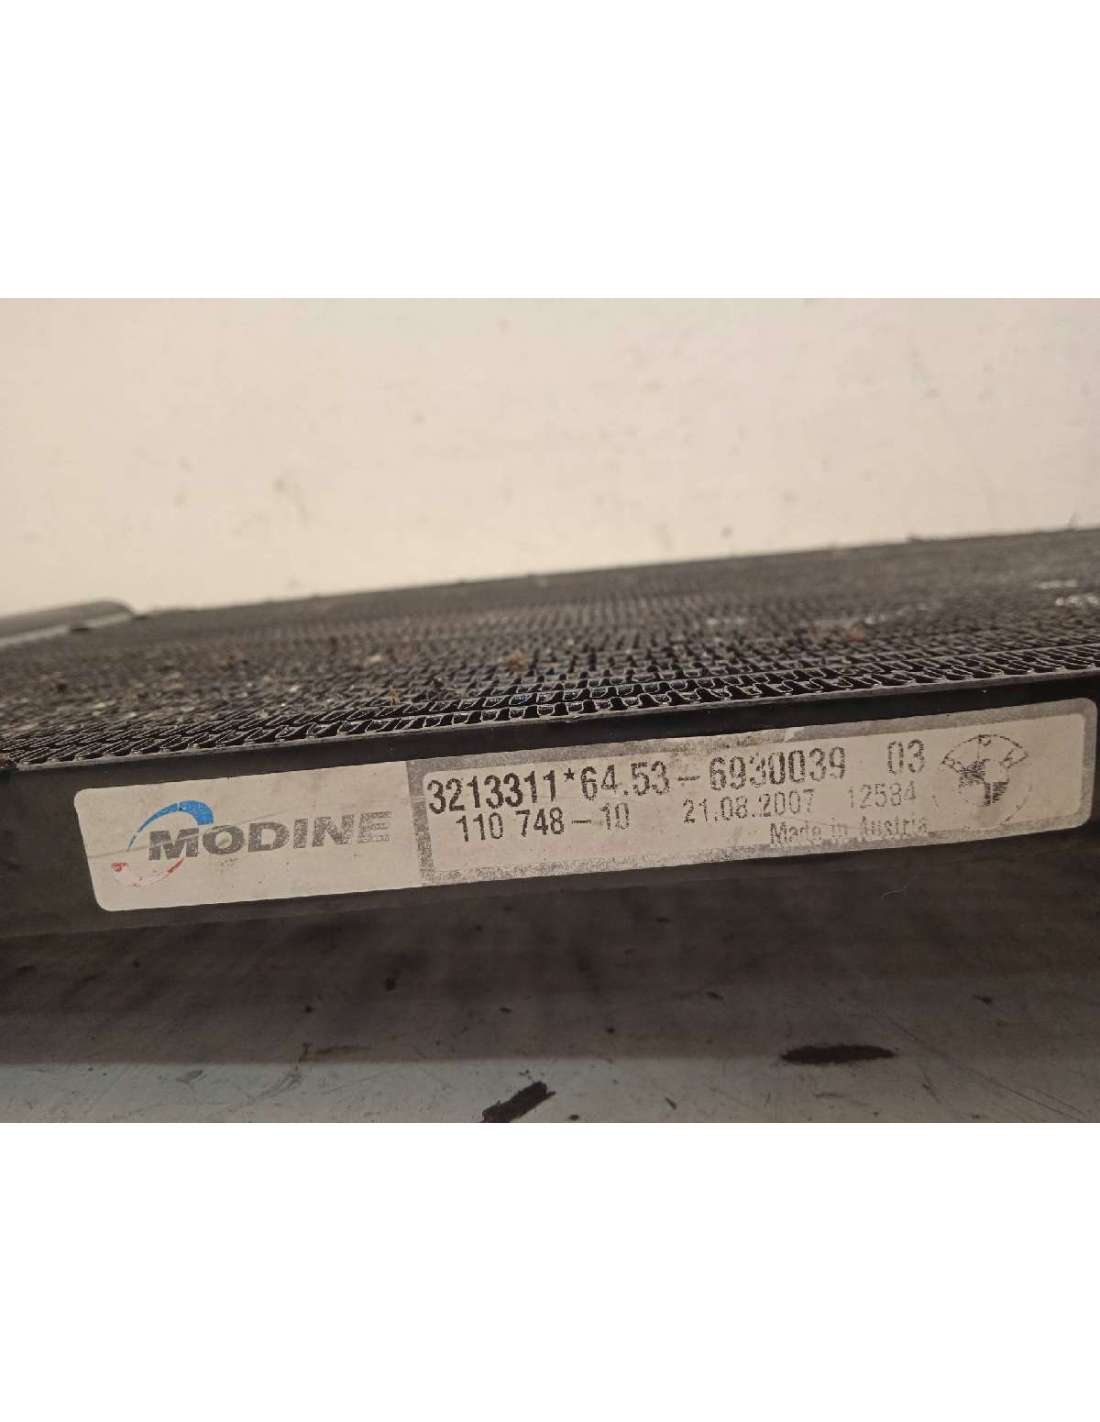 MODINE
3213311*64.53-6930039 03
110 748-10 21.08.2007 12584
Made in Austria